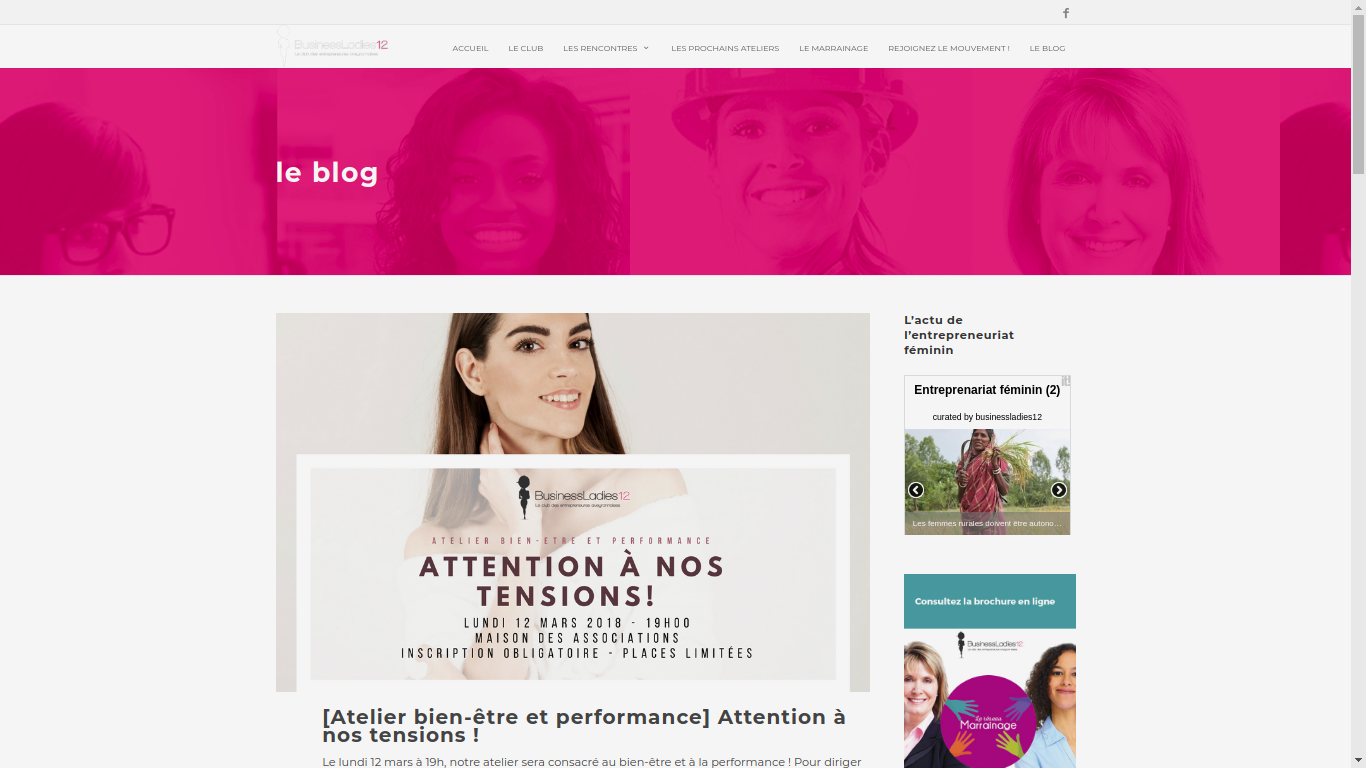 BusinessLadies12
Le club des entrepreneures aveyronnaises
ACCUEIL LE CLUB LES RENCONTRES LES PROCHAINS ATELIERS LE MARRAINAGE REJOIGNEZ LE MOUVEMENT ! LE BLOG
le blog
BusinessLadies12
Le club des entrepreneures aveyronnaises
ATELIER BIEN-ETRE ET PERFORMANCE
ATTENTION À NOS
TENSIONS!
LUNDI 12 MARS 2018 - 19H00
MAISON DES ASSOCIATIONS
INSCRIPTION OBLIGATOIRE - PLACES LIMITÉES
[Atelier bien-être et performance] Attention à
nos tensions !
Le lundi 12 mars à 19h, notre atelier sera consacré au bien-être et à la performance ! Pour diriger
L’actu de
l’entrepreneuriat
féminin
Entreprenariat féminin (2)
curated by businessladies12
Les femmes rurales doivent être autono…
Consultez la brochure en ligne
BusinessLadies12
Le réseau
Marrainage